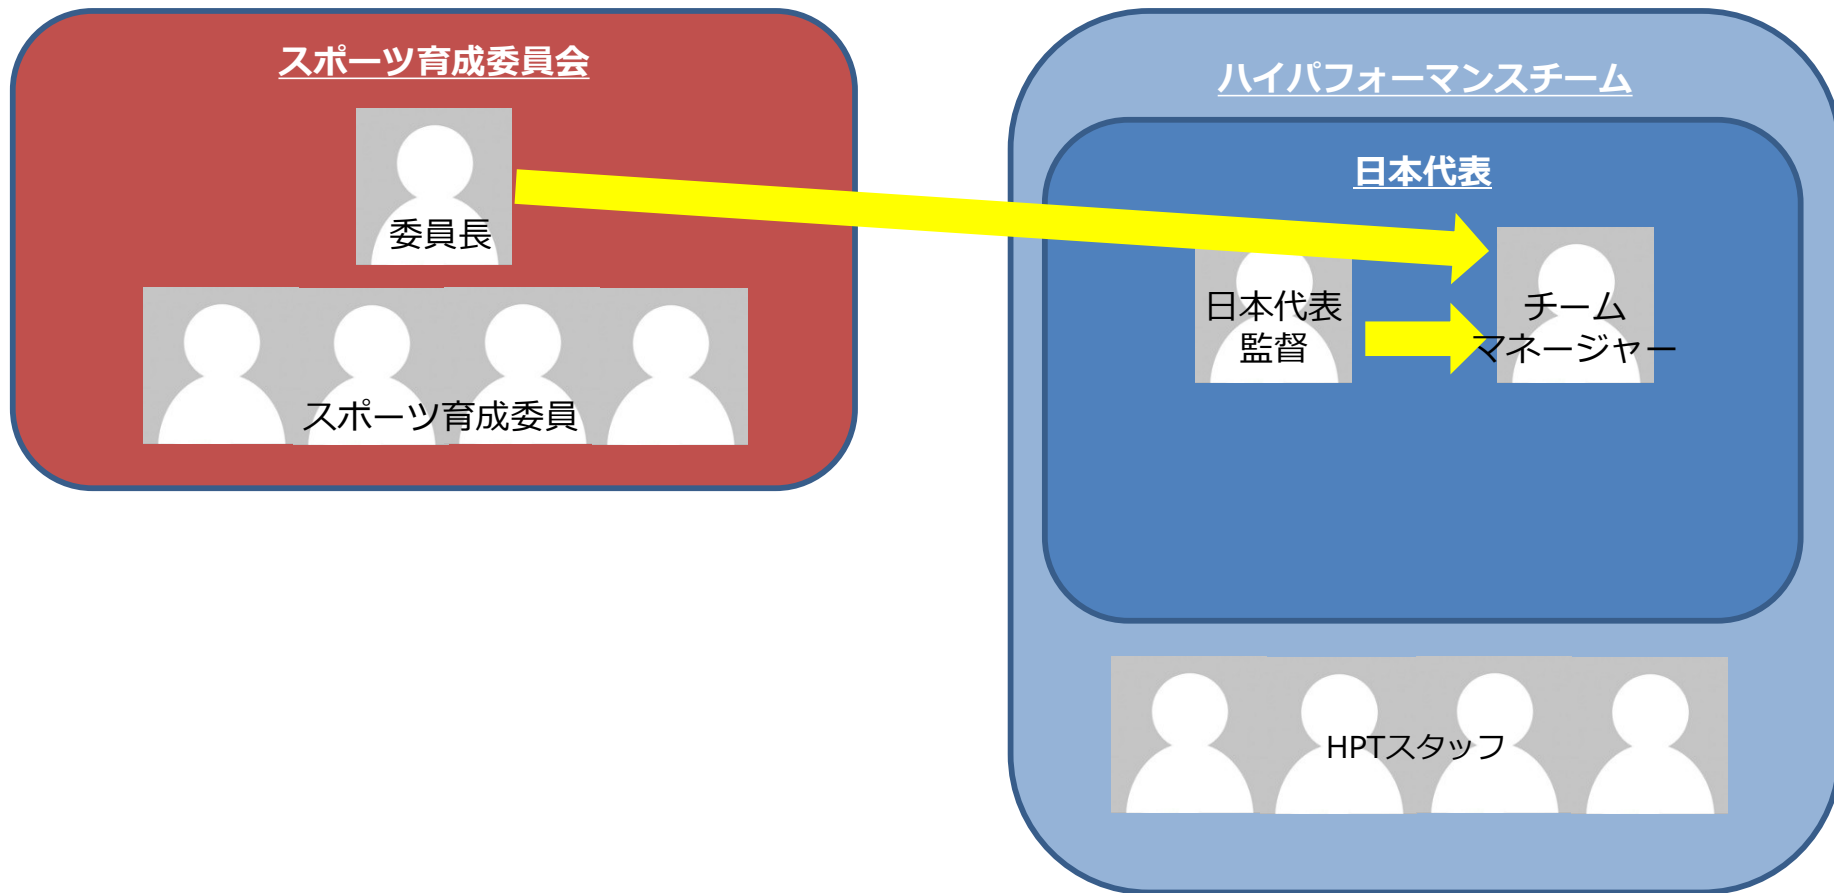 スポーツ育成委員会
委員長
スポーツ育成委員
ハイパフォーマンスチーム
日本代表
日本代表
監督
チーム
マネージャー
HPTスタッフ